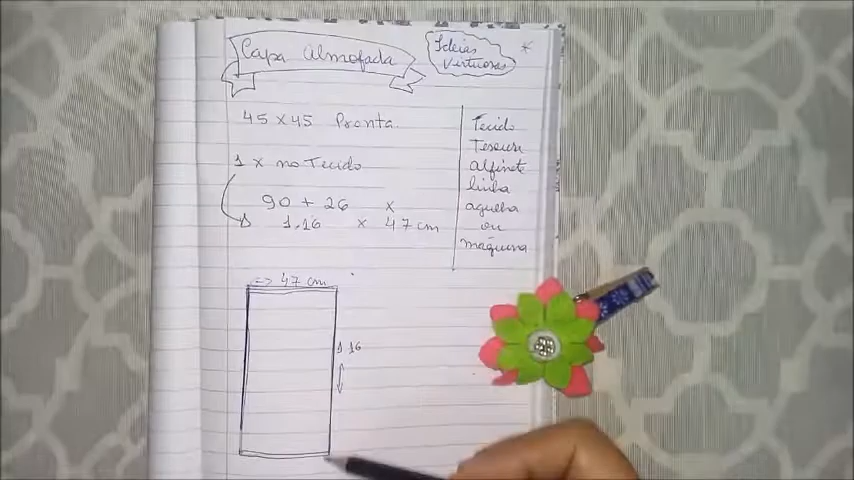 Capa Almofada
Ideias
Virtuosas
*
45 x 45 Pronta.
1 x no Tecido
90 + 26 x
1.16 x 47 cm
Tecido
Tesoura
alfinete
linha
agulha
ou
máquina
=> 47 cm
1.16